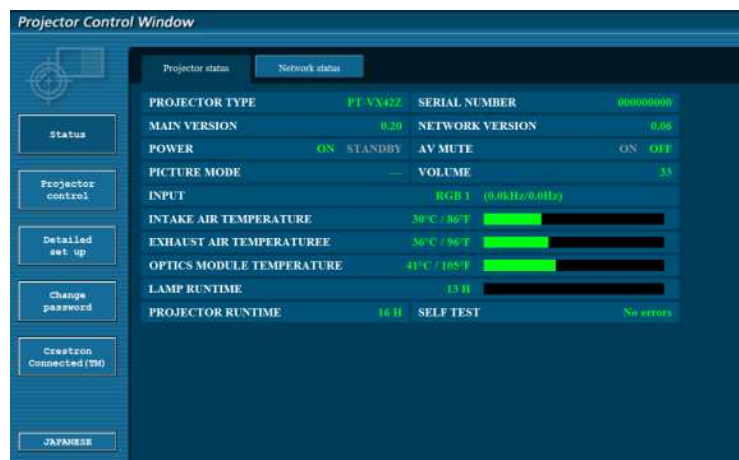 Projector Control Window
Projector status Network status
PROJECTOR TYPE PT-VX42Z SERIAL NUMBER 000000000
MAIN VERSION 0.20 NETWORK VERSION 0.06
POWER ON STANDBY AV MUTE ON OFF
PICTURE MODE --- VOLUME 33
INPUT RGB 1 (0.0kHz/0.0Hz)
INTAKE AIR TEMPERATURE 30°C / 86°F
EXHAUST AIR TEMPERATUREE 36°C / 96°F
OPTICS MODULE TEMPERATURE 41°C / 105°F
LAMP RUNTIME 13 H
PROJECTOR RUNTIME 16 H SELF TEST No errors
Status
Projector
control
Detailed
set up
Change
password
Crestron
Connected(TM)
JAPANESE